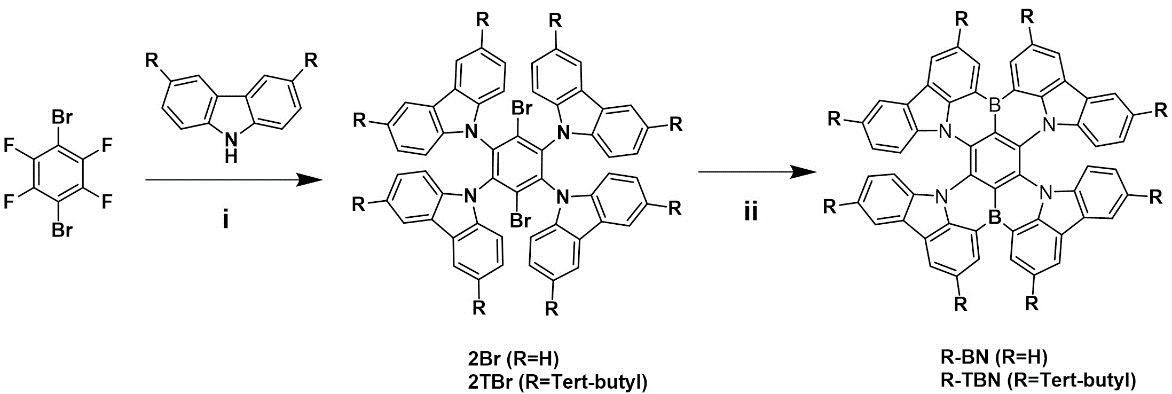 Br
F F
F F
Br
R R
N
H
i
R R
Br
R N N R
R N N R
Br
R R
2Br (R=H)
2TBr (R=Tert-butyl)
ii
R R
B
R N N R
R N N R
B
R R
R-BN (R=H)
R-TBN (R=Tert-butyl)